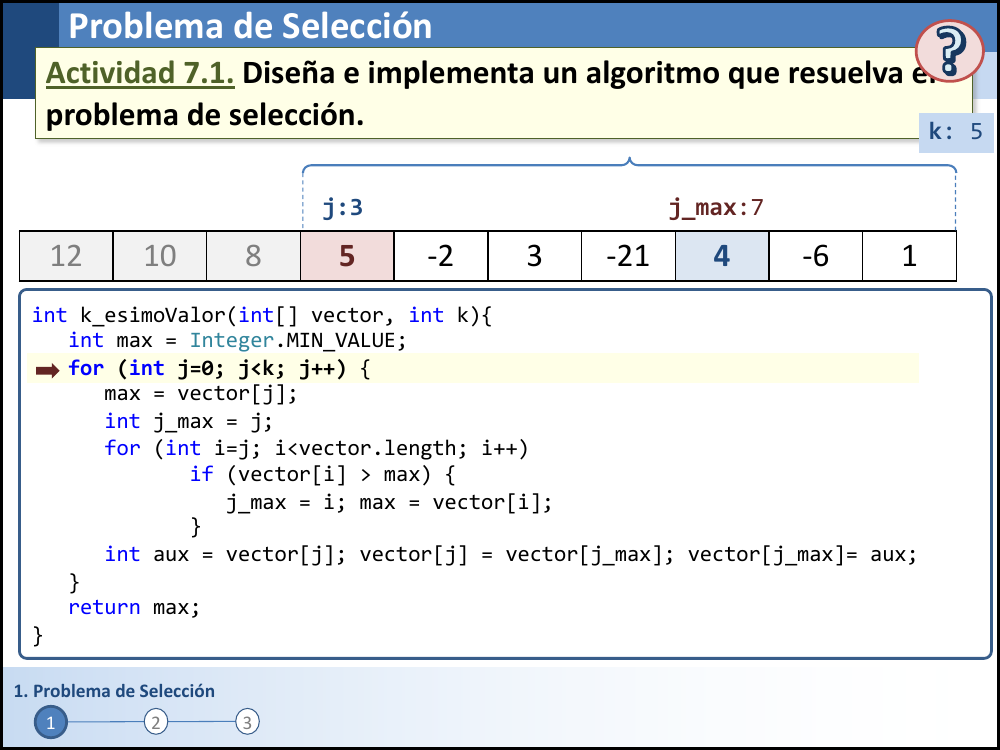 Problema de Selección
?
Actividad 7.1. Diseña e implementa un algoritmo que resuelva el
problema de selección.
k: 5
j:3 j_max:7
12 10 8 5 -2 3 -21 4 -6 1
int k_esimoValor(int[] vector, int k){
int max = Integer.MIN_VALUE;
for (int j=0; j<k; j++) {
max = vector[j];
int j_max = j;
for (int i=j; i<vector.length; i++)
if (vector[i] > max) {
j_max = i; max = vector[i];
}
int aux = vector[j]; vector[j] = vector[j_max]; vector[j_max]= aux;
}
return max;
}
1. Problema de Selección
1 2 3